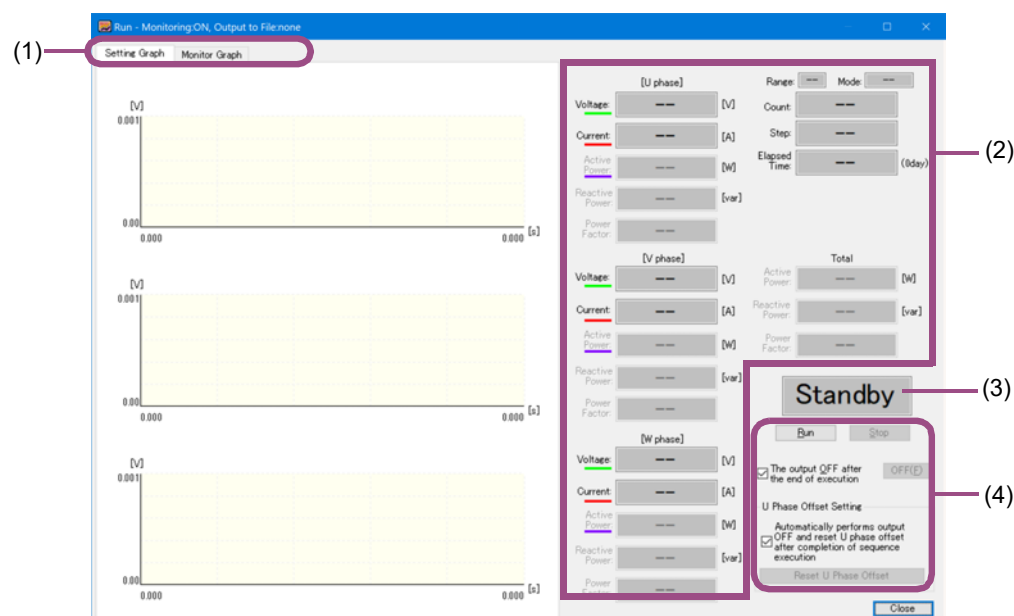 Run - Monitoring:ON, Output to File:none
(1)
Setting Graph Monitor Graph
[V]
0.001
0.00
0.000
0.000
[s]
[V]
0.001
0.00
0.000
0.000
[s]
[V]
0.001
0.00
0.000
0.000
[s]
[U phase]
Voltage: -- [V]
Current: -- [A]
Active
Power: -- [W]
Reactive
Power: -- [var]
Power
Factor: --
[V phase]
Voltage: -- [V]
Current: -- [A]
Active
Power: -- [W]
Reactive
Power: -- [var]
Power
Factor: --
[W phase]
Voltage: -- [V]
Current: -- [A]
Active
Power: -- [W]
Reactive
Power: -- [var]
Power
Factor: --
Range: -- Mode: --
Count: --
Step: --
Elapsed
Time: -- (0day)
(2)
Total
Active
Power: -- [W]
Reactive
Power: -- [var]
Power
Factor: --
Standby
(3)
Run Stop
The output OFF after
the end of execution
OFF(F)
(4)
U Phase Offset Setting
Automatically performs output
OFF and reset U phase offset
after completion of sequence
execution
Reset U Phase Offset
Close